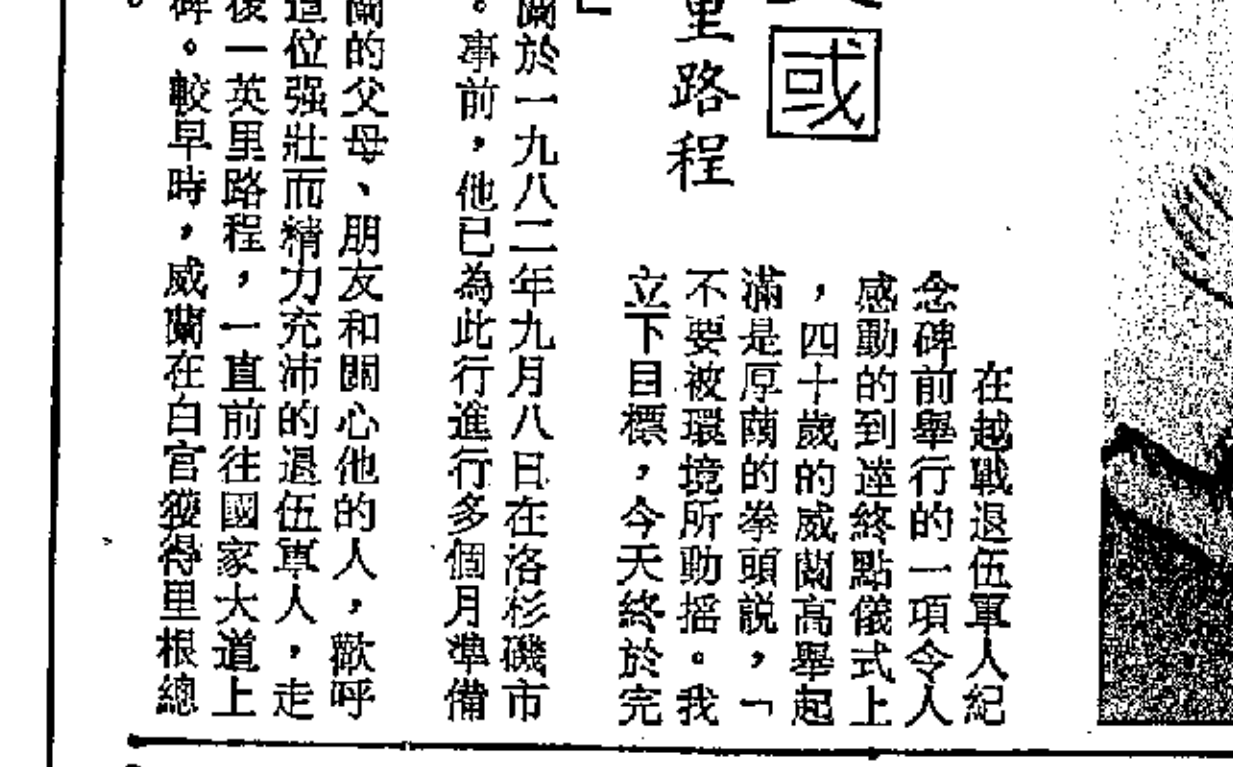 或
里路程
在越戰退伍軍人紀
念碑前舉行的一項令人
感動的到達終點儀式上
，四十歲的威蘭高舉起
滿是厚繭的拳頭說，「
不要被環境所動搖。我
立下目標，今天終於完
」
蘭於一九八二年九月八日在洛杉磯市
。事前，他已為此行進行多個月準備
蘭的父母、朋友和關心他的人，歡呼
這位强壯而精力充沛的退伍軍人，走
後一英里路程，一直前往國家大道上
碑。較早時，威蘭在白宮獲得里根總
。